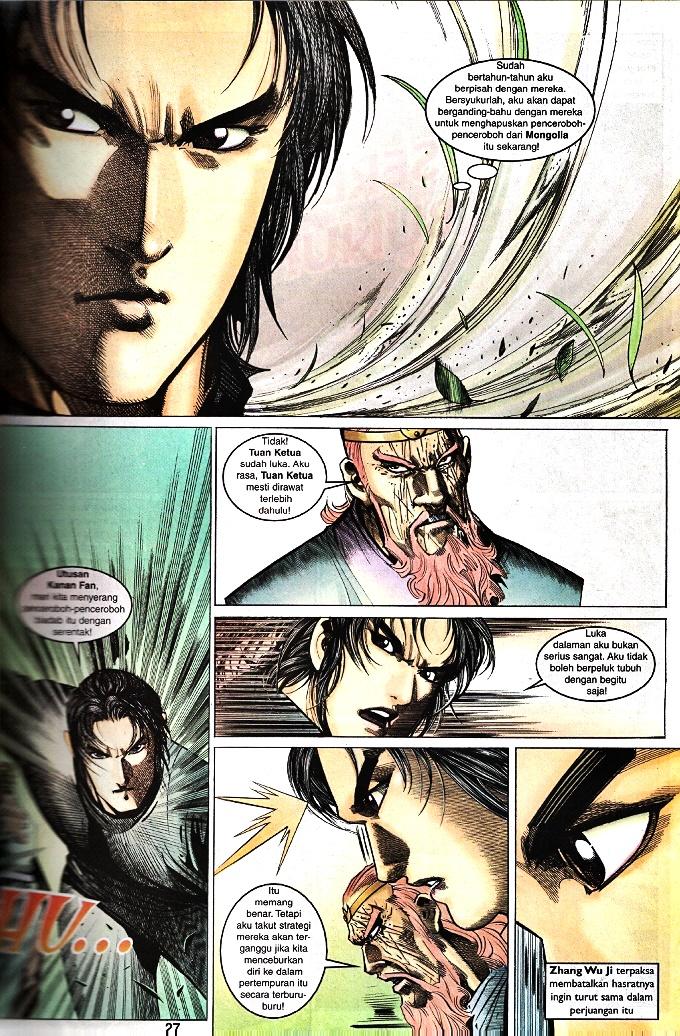 Sudah
bertahun-tahun aku
berpisah dengan mereka.
Bersyukurlah, aku akan dapat
berganding-bahu dengan mereka
untuk menghapuskan penceroboh-
penceroboh dari Mongolia
itu sekarang!
Utusan
Kanan Fan,
mari kita menyerang
penceroboh-penceroboh
biadab itu dengan
serentak!
Tidak!
Tuan Ketua
sudah luka. Aku
rasa, Tuan Ketua
mesti dirawat
terlebih
dahulu!
Luka
dalaman aku bukan
serius sangat. Aku tidak
boleh berpeluk tubuh
dengan begitu
saja!
Itu
memang
benar. Tetapi
aku takut strategi
mereka akan ter-
ganggu jika kita
menceburkan
diri ke dalam
pertempuran itu
secara terburu-
buru!
Zhang Wu Ji terpaksa
membatalkan hasratnya
ingin turut sama dalam
perjuangan itu
27